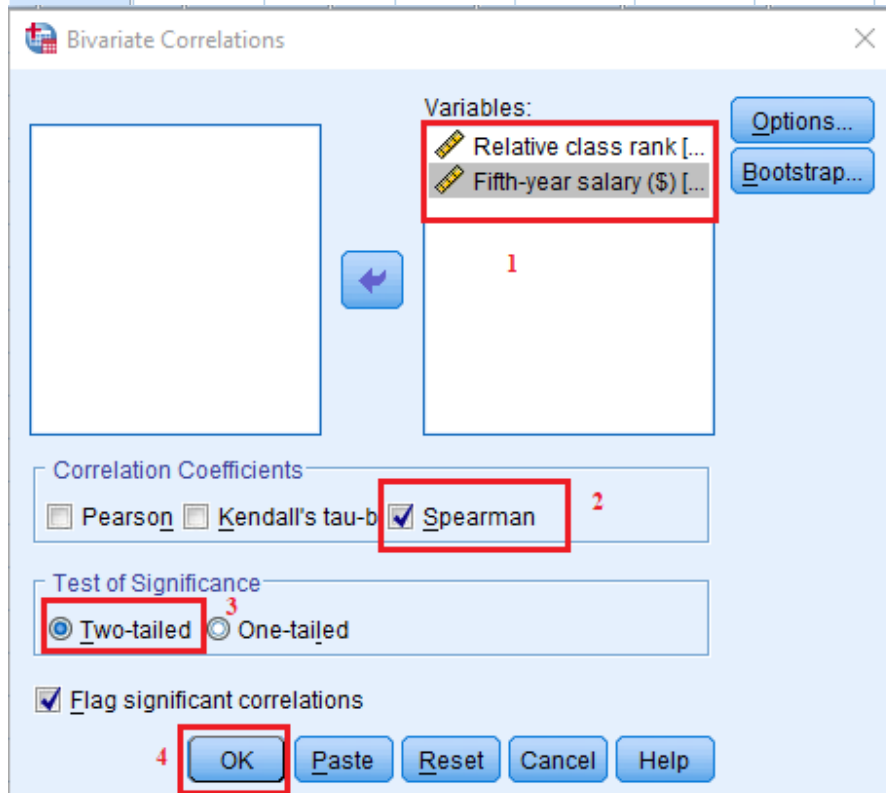 Bivariate Correlations
Variables:
Relative class rank [...
Fifth-year salary ($) [...
Options...
Bootstrap...
1
Correlation Coefficients
Pearson Kendall's tau-b Spearman
2
Test of Significance
3
Two-tailed One-tailed
Flag significant correlations
4
OK Paste Reset Cancel Help